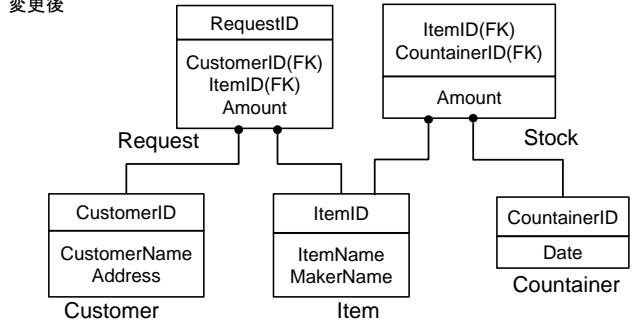 変更後
RequestID
CustomerID(FK)
ItemID(FK)
Amount
Request
ItemID(FK)
CountainerID(FK)
Amount
Stock
CustomerID
CustomerName
Address
Customer
ItemID
ItemName
MakerName
Item
CountainerID
Date
Countainer